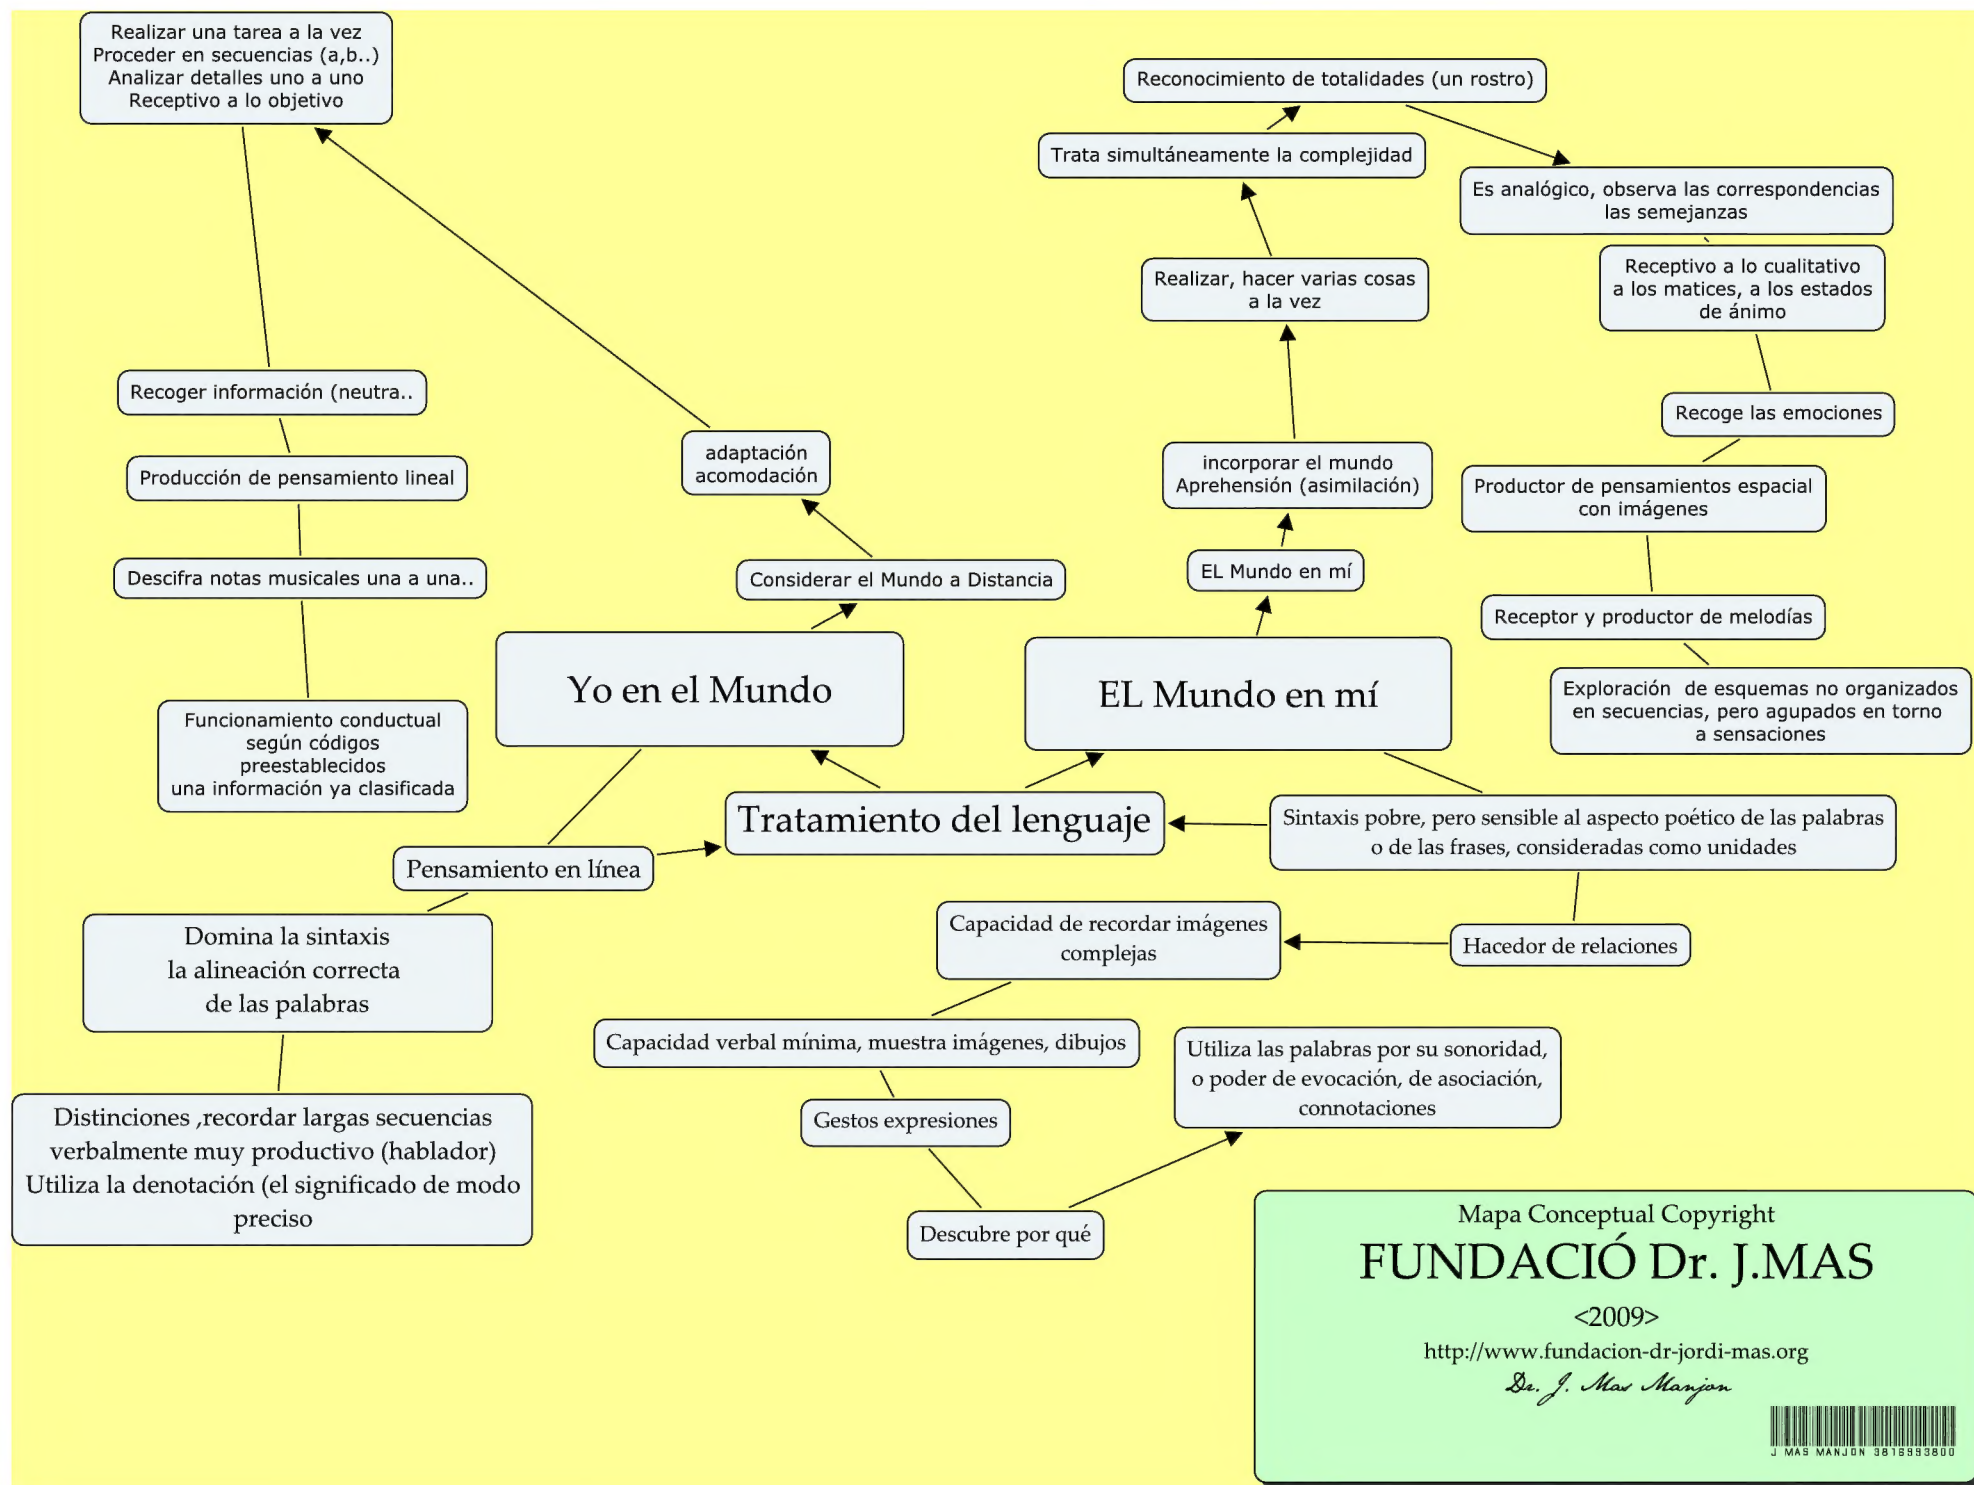 Realizar una tarea a la vez
Proceder en secuencias (a,b..)
Analizar detalles uno a uno
Receptivo a lo objetivo
Reconocimiento de totalidades (un rostro)
Trata simultáneamente la complejidad
Es analógico, observa las correspondencias
las semejanzas
Receptivo a lo cualitativo
a los matices, a los estados
de ánimo
Realizar, hacer varias cosas
a la vez
Recoger información (neutra..
Recoge las emociones
adaptación
acomodación
incorporar el mundo
Aprehensión (asimilación)
Producción de pensamiento lineal
Productor de pensamientos espacial
con imágenes
Descifra notas musicales una a una..
Considerar el Mundo a Distancia
EL Mundo en mí
Receptor y productor de melodías
Yo en el Mundo
EL Mundo en mí
Exploración de esquemas no organizados
en secuencias, pero agupados en torno
a sensaciones
Funcionamiento conductual
según códigos
preestablecidos
una información ya clasificada
Tratamiento del lenguaje
Sintaxis pobre, pero sensible al aspecto poético de las palabras
o de las frases, consideradas como unidades
Pensamiento en línea
Domina la sintaxis
la alineación correcta
de las palabras
Capacidad de recordar imágenes
complejas
Hacedor de relaciones
Capacidad verbal mínima, muestra imágenes, dibujos
Utiliza las palabras por su sonoridad,
o poder de evocación, de asociación,
connotaciones
Gestos expresiones
Distinciones ,recordar largas secuencias
verbalmente muy productivo (hablador)
Utiliza la denotación (el significado de modo
preciso
Descubre por qué
Mapa Conceptual Copyright
FUNDACIÓ Dr. J.MAS
<2009>
http://www.fundacion-dr-jordi-mas.org
Dr. J. Mas Manjon
J MAS MANJON 3816993800